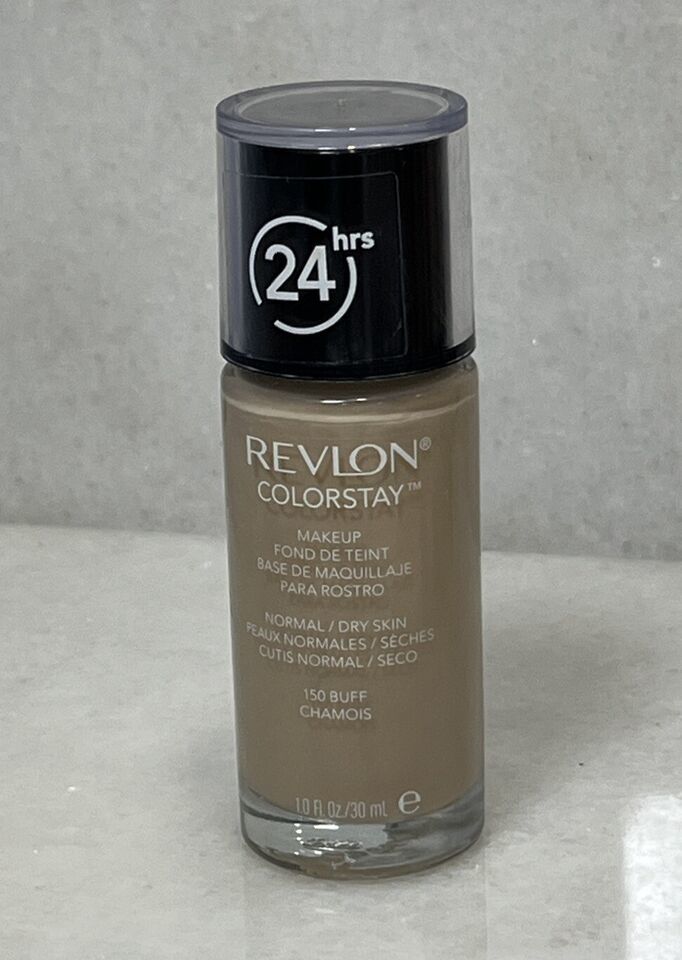 24 hrs
REVLON®
COLORSTAY™
MAKEUP
FOND DE TEINT
BASE DE MAQUILLAJE
PARA ROSTRO
NORMAL / DRY SKIN
PEAUX NORMALES / SÈCHES
CUTIS NORMAL / SECO
150 BUFF
CHAMOIS
1.0 Fl. Oz./30 mL ℮